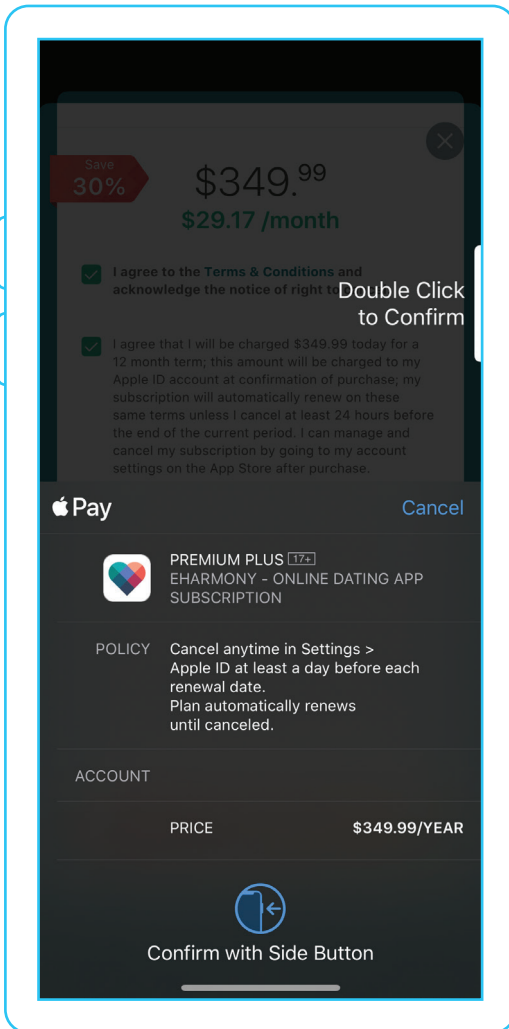 Save
30%
$349.99
$29.17 /month
I agree to the Terms & Conditions and
acknowledge the notice of right to
Double Click
to Confirm
I agree that I will be charged $349.99 today for a
12 month term; this amount will be charged to my
Apple ID account at confirmation of purchase; my
subscription will automatically renew on these
same terms unless I cancel at least 24 hours before
the end of the current period. I can manage and
cancel my subscription by going to my account
settings on the App Store after purchase.
Pay
Cancel
PREMIUM PLUS 17+
EHARMONY - ONLINE DATING APP
SUBSCRIPTION
POLICY
Cancel anytime in Settings >
Apple ID at least a day before each
renewal date.
Plan automatically renews
until canceled.
ACCOUNT
PRICE
$349.99/YEAR
Confirm with Side Button